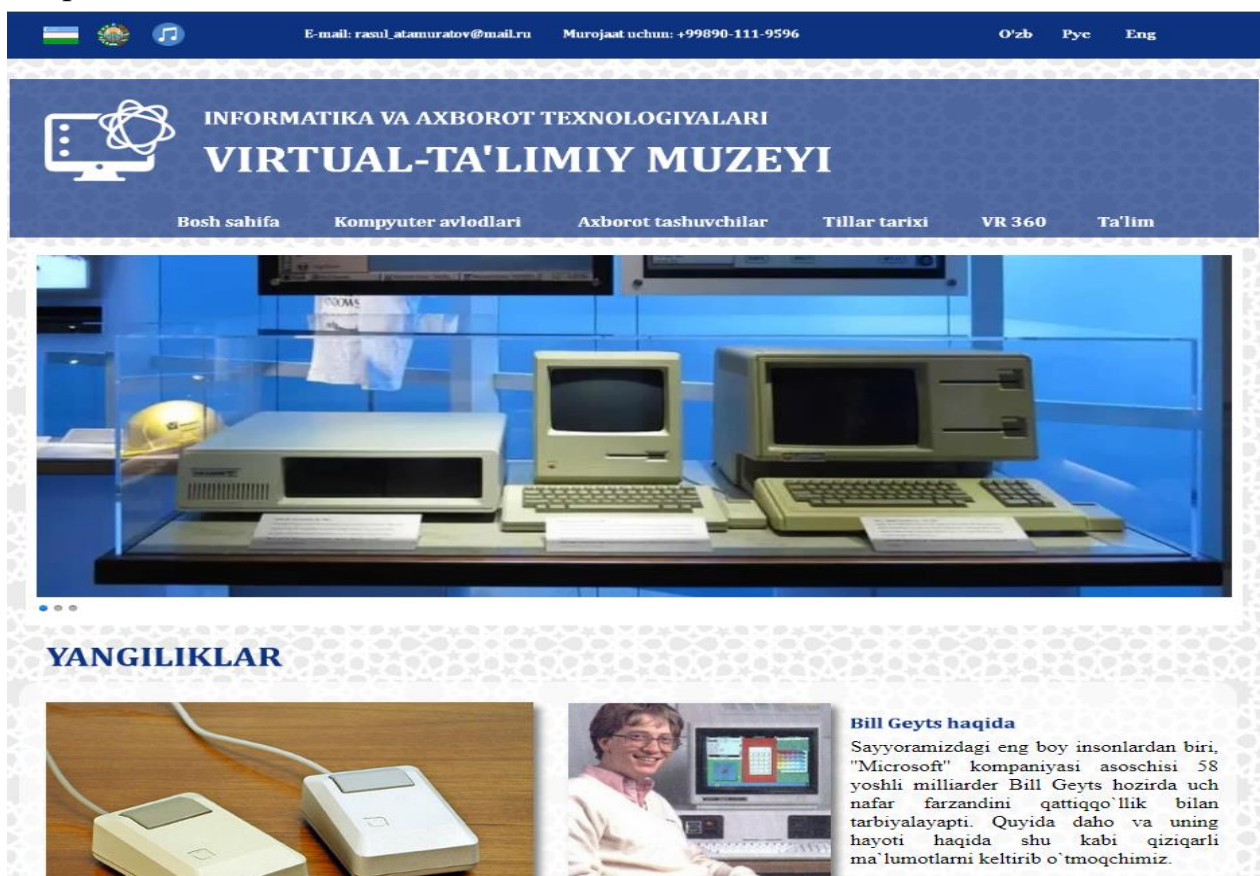 E-mail: rasul_atamuratov@mail.ru Murojaat uchun: +99890-111-9596 O'zb Рус Eng
INFORMATIKA VA AXBOROT TEXNOLOGIYALARI
VIRTUAL-TA'LIMIY MUZEYI
Bosh sahifa Kompyuter avlodlari Axborot tashuvchilar Tillar tarixi VR 360 Ta'lim
YANGILIKLAR
Bill Geyts haqida
Sayyoramizdagi eng boy insonlardan biri,
"Microsoft" kompaniyasi asoschisi 58
yoshli milliarder Bill Geyts hozirda uch
nafar farzandini qattiqqo`llik bilan
tarbiyalayapti. Quyida daho va uning
hayoti haqida shu kabi qiziqarli
ma`lumotlarni keltirib o`tmoqchimiz.